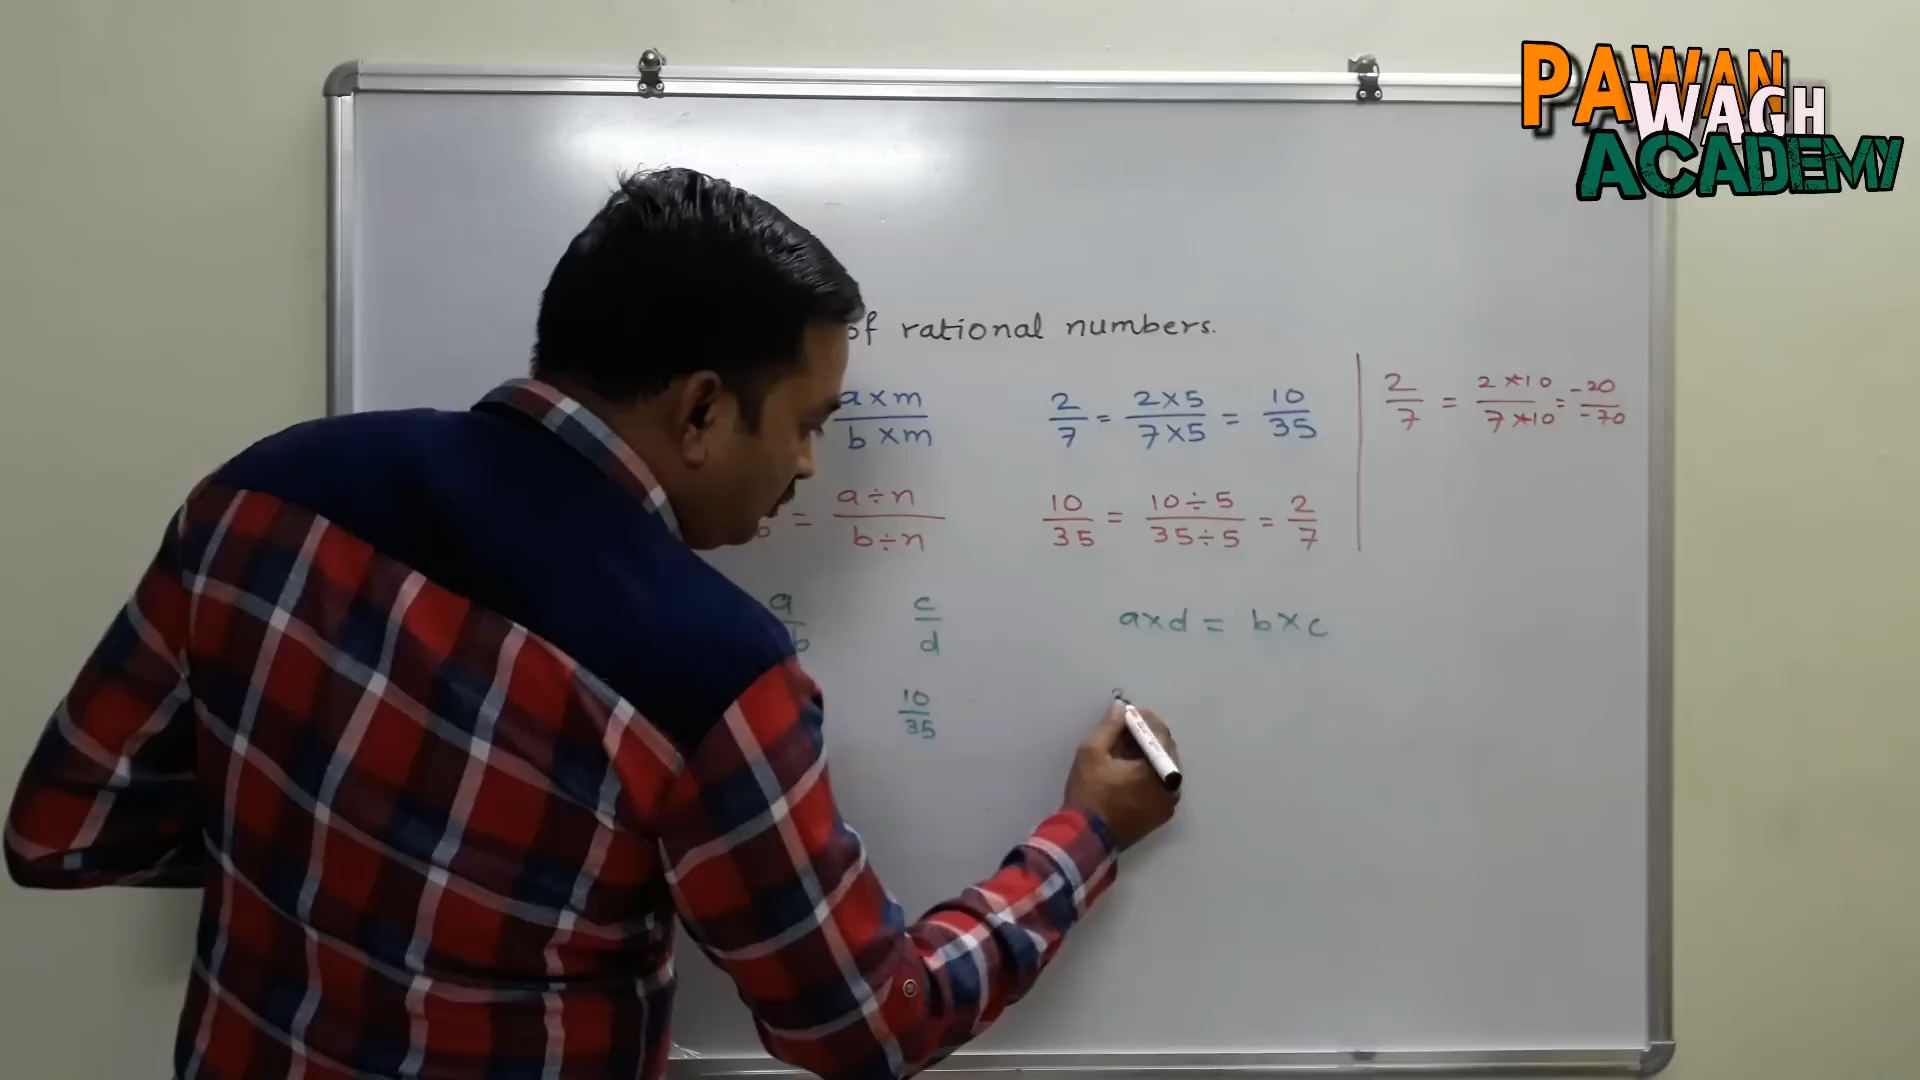 PAWAN
WAGH
ACADEMY
of rational numbers.
a×m
b×m
2/7 = 2×5/7×5 = 10/35
2/7 = 2×-10/7×-10 = -20/-70
b = a÷n/b÷n
10/35 = 10÷5/35÷5 = 2/7
a/b c/d a×d = b×c
10/35